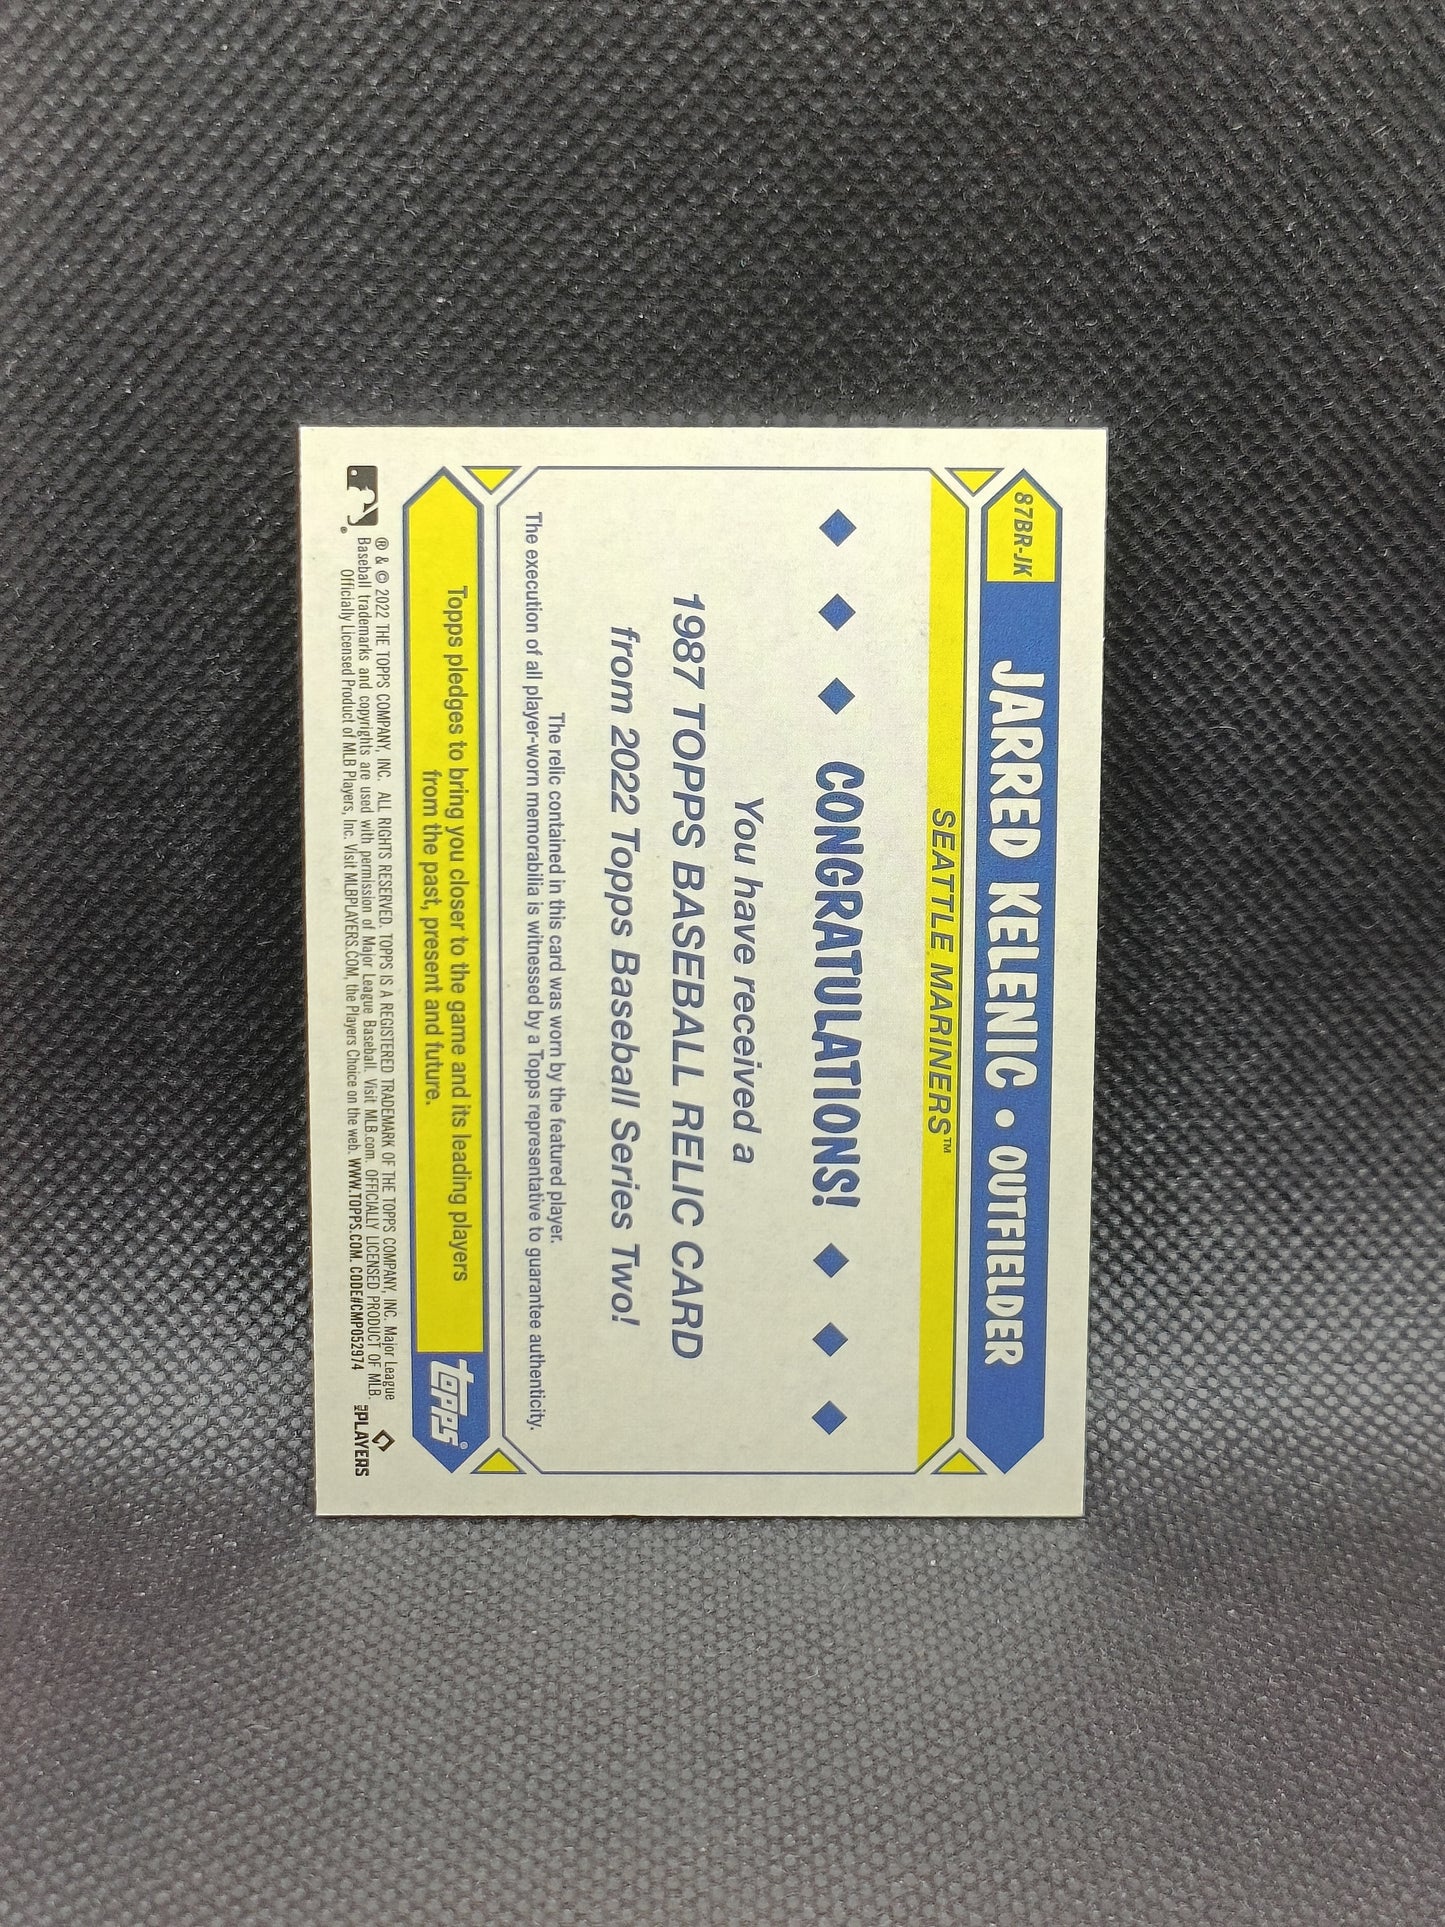 87BR-JK JARRED KELENIC • OUTFIELDER
SEATTLE MARINERS™
CONGRATULATIONS!
You have received a
1987 TOPPS BASEBALL RELIC CARD
from 2022 Topps Baseball Series Two!
The relic contained in this card was worn by the featured player.
The execution of all player-worn memorabilia is witnessed by a Topps representative to guarantee authenticity.
Topps pledges to bring you closer to the game and its leading players
from the past, present and future.
topps®
® & © 2022 THE TOPPS COMPANY, INC. ALL RIGHTS RESERVED. TOPPS IS A REGISTERED TRADEMARK OF THE TOPPS COMPANY, INC. Major League
Baseball trademarks and copyrights are used with permission of Major League Baseball. Visit MLB.com. OFFICIALLY LICENSED PRODUCT OF MLB
Officially Licensed Product of MLB Players, Inc. Visit MLBPLAYERS.COM, the Players Choice on the web. WWW.TOPPS.COM. CODE#CMP052974
MLB PLAYERS